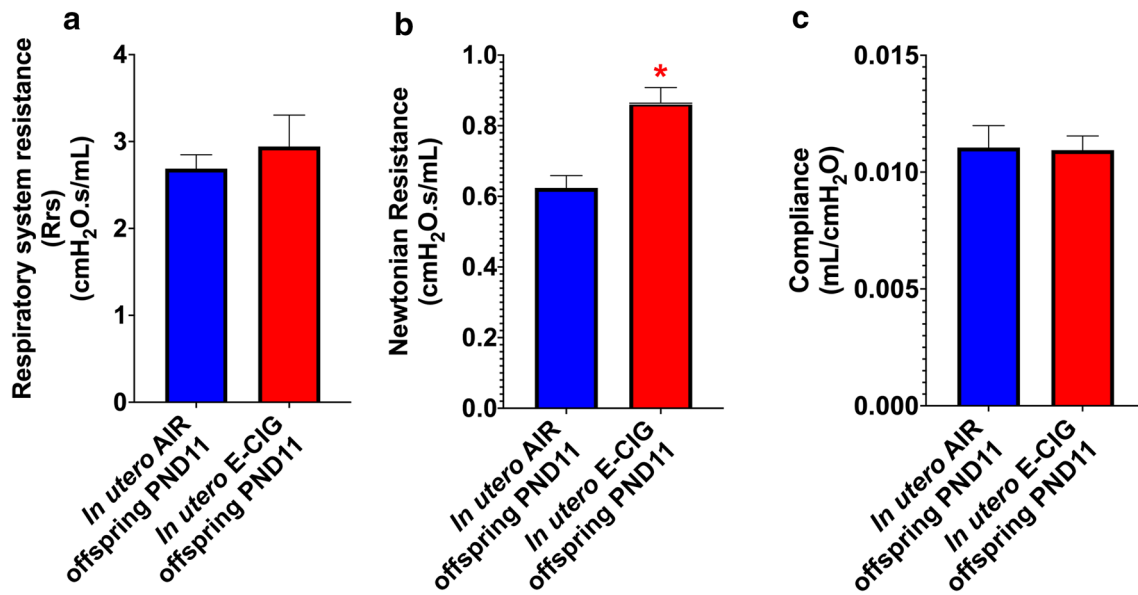 a
Respiratory system resistance
(Rrs)
(cmH₂O.s/mL)
4
3
2
1
0
In utero AIR
offspring PND11
In utero E-CIG
offspring PND11
b
Newtonian Resistance
(cmH₂O.s/mL)
1.0
0.8
0.6
0.4
0.2
0.0
*
In utero AIR
offspring PND11
In utero E-CIG
offspring PND11
c
Compliance
(mL/cmH₂O)
0.015
0.010
0.005
0.000
In utero AIR
offspring PND11
In utero E-CIG
offspring PND11